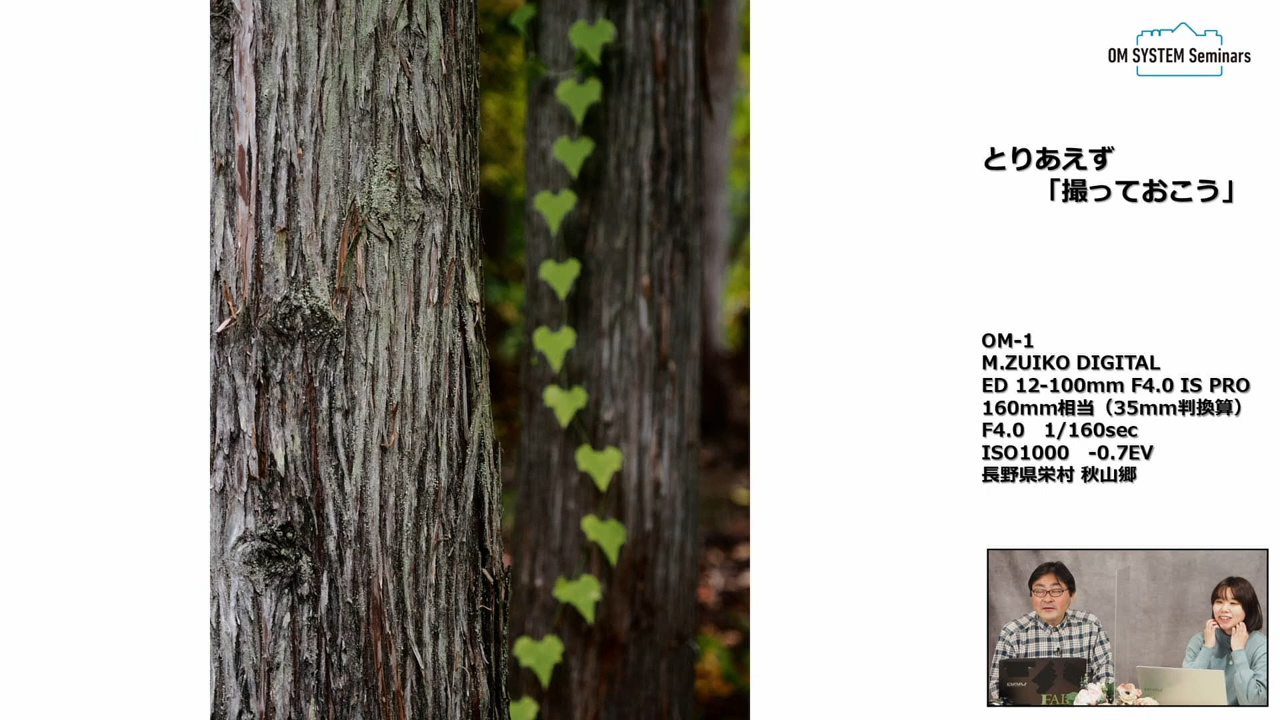 OM SYSTEM Seminars
とりあえず
「撮っておこう」
OM-1
M.ZUIKO DIGITAL
ED 12-100mm F4.0 IS PRO
160mm相当（35mm判換算）
F4.0 1/160sec
ISO1000 -0.7EV
長野県栄村 秋山郷